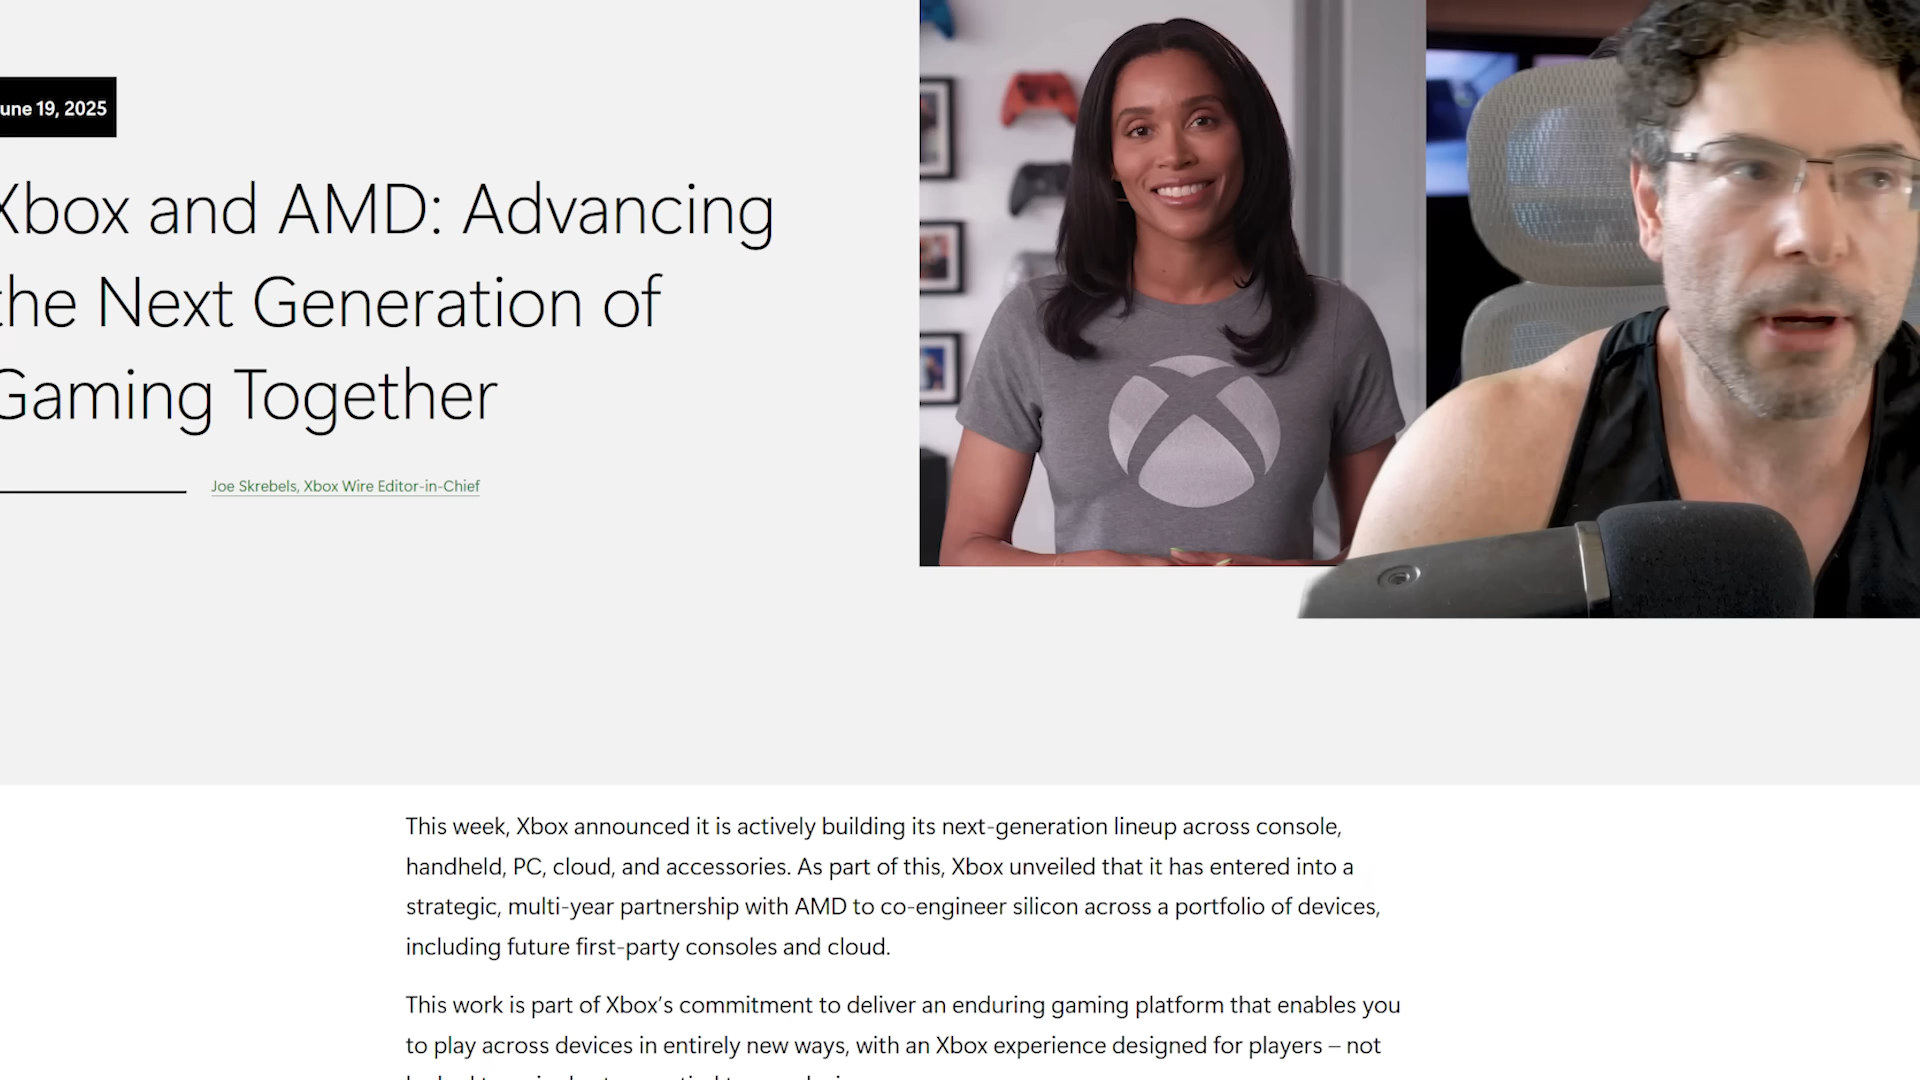 une 19, 2025
Xbox and AMD: Advancing
the Next Generation of
Gaming Together
Joe Skrebels, Xbox Wire Editor-in-Chief
This week, Xbox announced it is actively building its next-generation lineup across console,
handheld, PC, cloud, and accessories. As part of this, Xbox unveiled that it has entered into a
strategic, multi-year partnership with AMD to co-engineer silicon across a portfolio of devices,
including future first-party consoles and cloud.
This work is part of Xbox’s commitment to deliver an enduring gaming platform that enables you
to play across devices in entirely new ways, with an Xbox experience designed for players – not